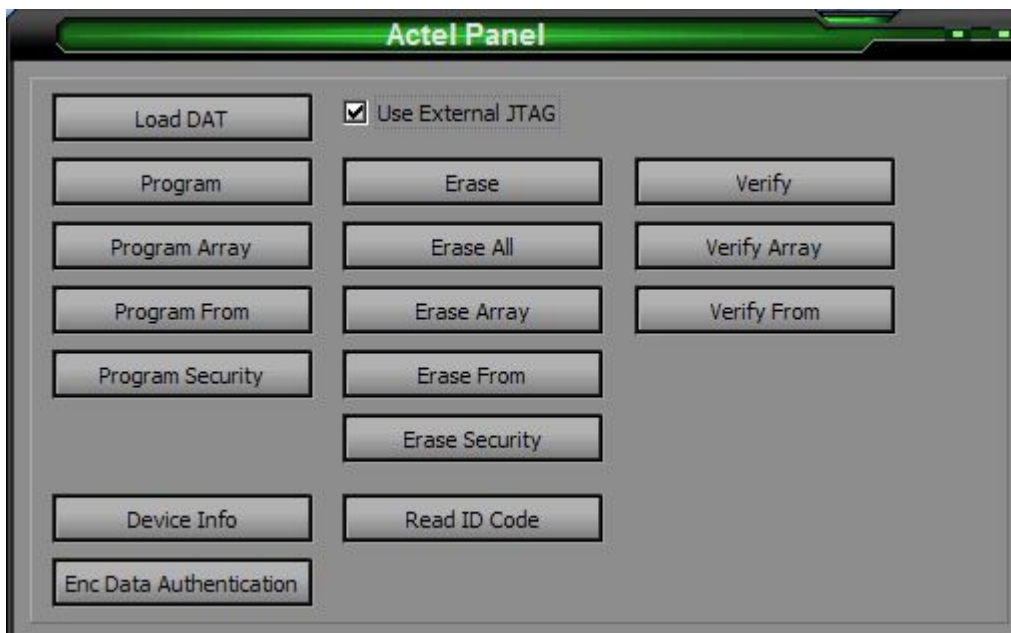 Actel Panel
Load DAT
Use External JTAG
Program
Erase
Verify
Program Array
Erase All
Verify Array
Program From
Erase Array
Verify From
Program Security
Erase From
Erase Security
Device Info
Read ID Code
Enc Data Authentication